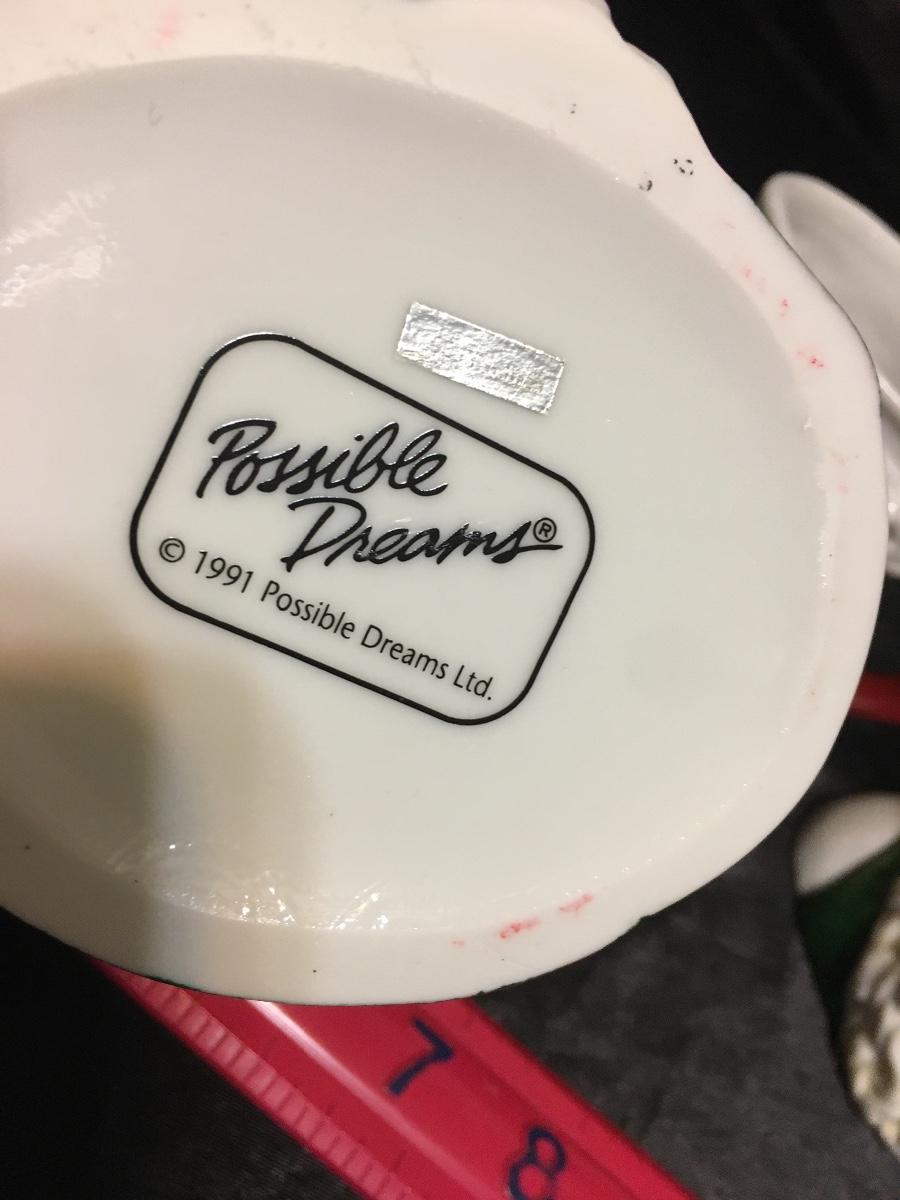 Possible
Dreams®
© 1991 Possible Dreams Ltd.
7
8